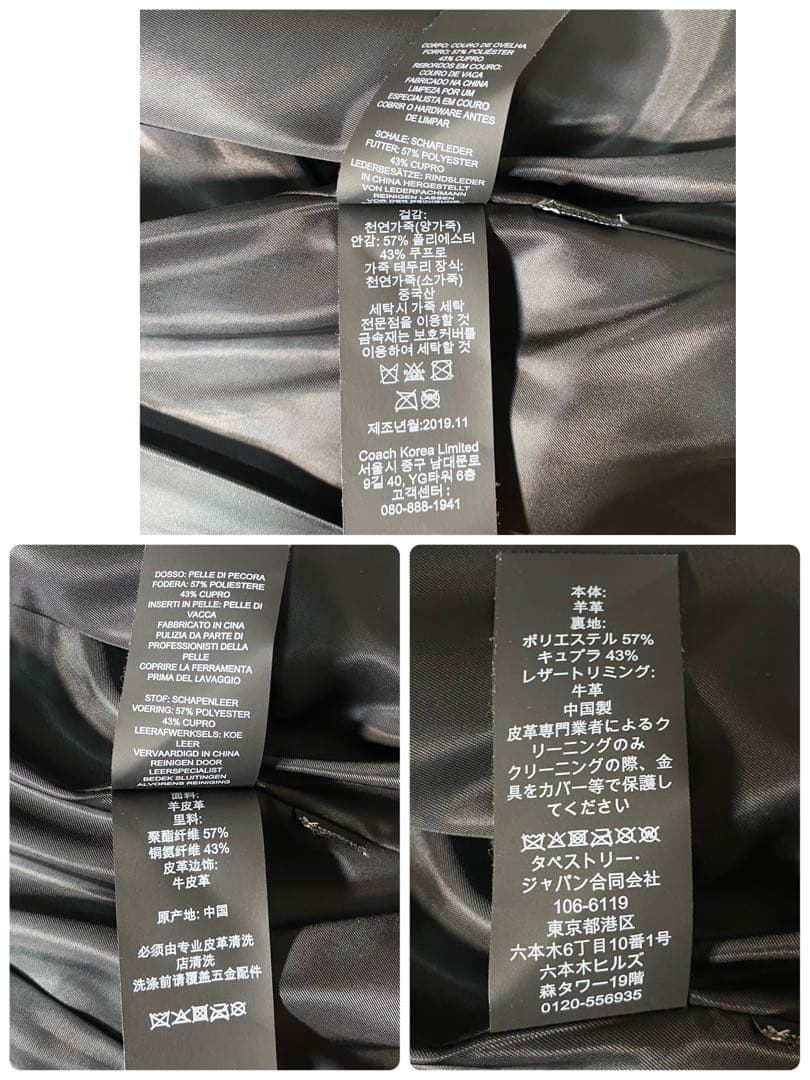 CORPO: COURO DE OVELHA
FORRO: 57% POLIÉSTER
43% CUPRO
REBORDOS EM COURO:
COURO DE VACA
FABRICADO NA CHINA
LIMPEZA POR UM
ESPECIALISTA EM COURO
COBRIR O HARDWARE ANTES
DE LIMPAR
SCHALE: SCHAFLEDER
FUTTER: 57% POLYESTER
43% CUPRO
LEDERBESÄTZE: RINDSLEDER
IN CHINA HERGESTELLT
VON LEDERFACHMANN
REINIGEN LASSEN
VOR DER REINIGUNG
겉감:
천연가죽(양가죽)
안감: 57% 폴리에스터
43% 쿠프로
가죽 테두리 장식:
천연가죽(소가죽)
중국산
세탁시 가죽 세탁
전문점을 이용할 것
금속재는 보호커버를
이용하여 세탁할 것
제조년월:2019.11
Coach Korea Limited
서울시 중구 남대문로
9길 40, YG타워 6층
고객센터 :
080-888-1941
DOSSO: PELLE DI PECORA
FODERA: 57% POLIESTERE
43% CUPRO
INSERTI IN PELLE: PELLE DI
VACCA
FABBRICATO IN CINA
PULIZIA DA PARTE DI
PROFESSIONISTI DELLA
PELLE
COPRIRE LA FERRAMENTA
PRIMA DEL LAVAGGIO
STOF: SCHAPENLEER
VOERING: 57% POLYESTER
43% CUPRO
LEERAFWERKSELS: KOE
LEER
VERVAARDIGD IN CHINA
REINIGEN DOOR
LEERSPECIALIST
BEDEK SLUITINGEN
ALVORENS REINIGING
面料:
羊皮革
里料:
聚酯纤维 57%
铜氨纤维 43%
皮革边饰:
牛皮革
原产地: 中国
必须由专业皮革清洗
店清洗
洗涤前请覆盖五金配件
本体:
羊革
裏地:
ポリエステル 57%
キュプラ 43%
レザートリミング:
牛革
中国製
皮革専門業者によるク
リーニングのみ
クリーニングの際、金
具をカバー等で保護し
てください
タペストリー・
ジャパン合同会社
106-6119
東京都港区
六本木6丁目10番1号
六本木ヒルズ
森タワー19階
0120-556935